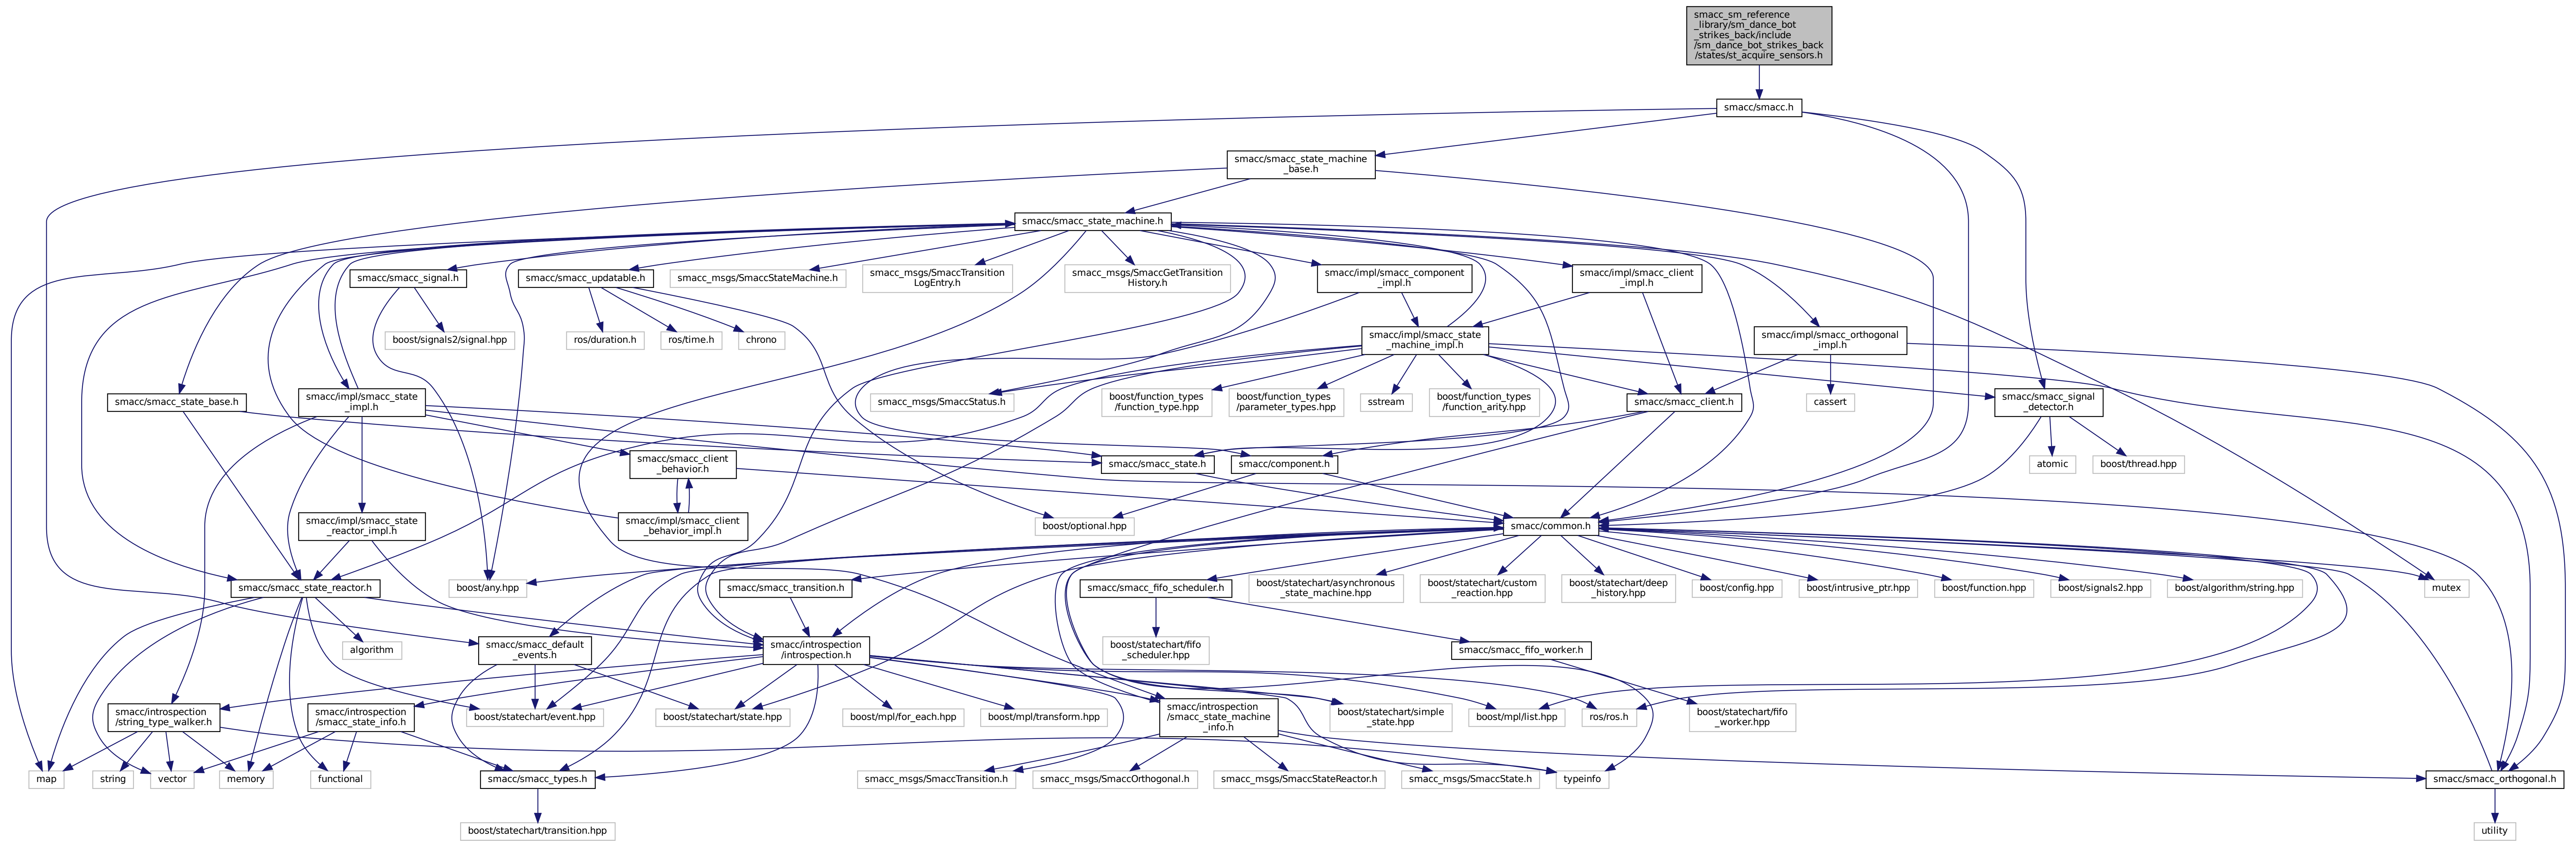 smacc_sm_reference
_library/sm_dance_bot
_strikes_back/include
/sm_dance_bot_strikes_back
/states/st_acquire_sensors.h
smacc/smacc.h
smacc/smacc_state_machine
_base.h
smacc/smacc_state_machine.h
smacc/smacc_signal.h
smacc/smacc_updatable.h
smacc_msgs/SmaccStateMachine.h
smacc_msgs/SmaccTransition
LogEntry.h
smacc_msgs/SmaccGetTransition
History.h
smacc/impl/smacc_component
_impl.h
smacc/impl/smacc_client
_impl.h
boost/signals2/signal.hpp
ros/duration.h
ros/time.h
chrono
smacc/impl/smacc_state
_machine_impl.h
smacc/impl/smacc_orthogonal
_impl.h
smacc/smacc_state_base.h
smacc/impl/smacc_state
_impl.h
smacc_msgs/SmaccStatus.h
boost/function_types
/function_type.hpp
boost/function_types
/parameter_types.hpp
sstream
boost/function_types
/function_arity.hpp
smacc/smacc_client.h
cassert
smacc/smacc_signal
_detector.h
smacc/smacc_client
_behavior.h
smacc/smacc_state.h
smacc/component.h
atomic
boost/thread.hpp
smacc/impl/smacc_state
_reactor_impl.h
smacc/impl/smacc_client
_behavior_impl.h
boost/optional.hpp
smacc/common.h
smacc/smacc_state_reactor.h
boost/any.hpp
smacc/smacc_transition.h
smacc/smacc_fifo_scheduler.h
boost/statechart/asynchronous
_state_machine.hpp
boost/statechart/custom
_reaction.hpp
boost/statechart/deep
_history.hpp
boost/config.hpp
boost/intrusive_ptr.hpp
boost/function.hpp
boost/signals2.hpp
boost/algorithm/string.hpp
mutex
algorithm
smacc/smacc_default
_events.h
smacc/introspection
/introspection.h
boost/statechart/fifo
_scheduler.hpp
smacc/smacc_fifo_worker.h
smacc/introspection
/string_type_walker.h
smacc/introspection
/smacc_state_info.h
boost/statechart/event.hpp
boost/statechart/state.hpp
boost/mpl/for_each.hpp
boost/mpl/transform.hpp
smacc/introspection
/smacc_state_machine
_info.h
boost/statechart/simple
_state.hpp
boost/mpl/list.hpp
ros/ros.h
boost/statechart/fifo
_worker.hpp
map
string
vector
memory
functional
smacc/smacc_types.h
smacc_msgs/SmaccTransition.h
smacc_msgs/SmaccOrthogonal.h
smacc_msgs/SmaccStateReactor.h
smacc_msgs/SmaccState.h
typeinfo
smacc/smacc_orthogonal.h
boost/statechart/transition.hpp
utility